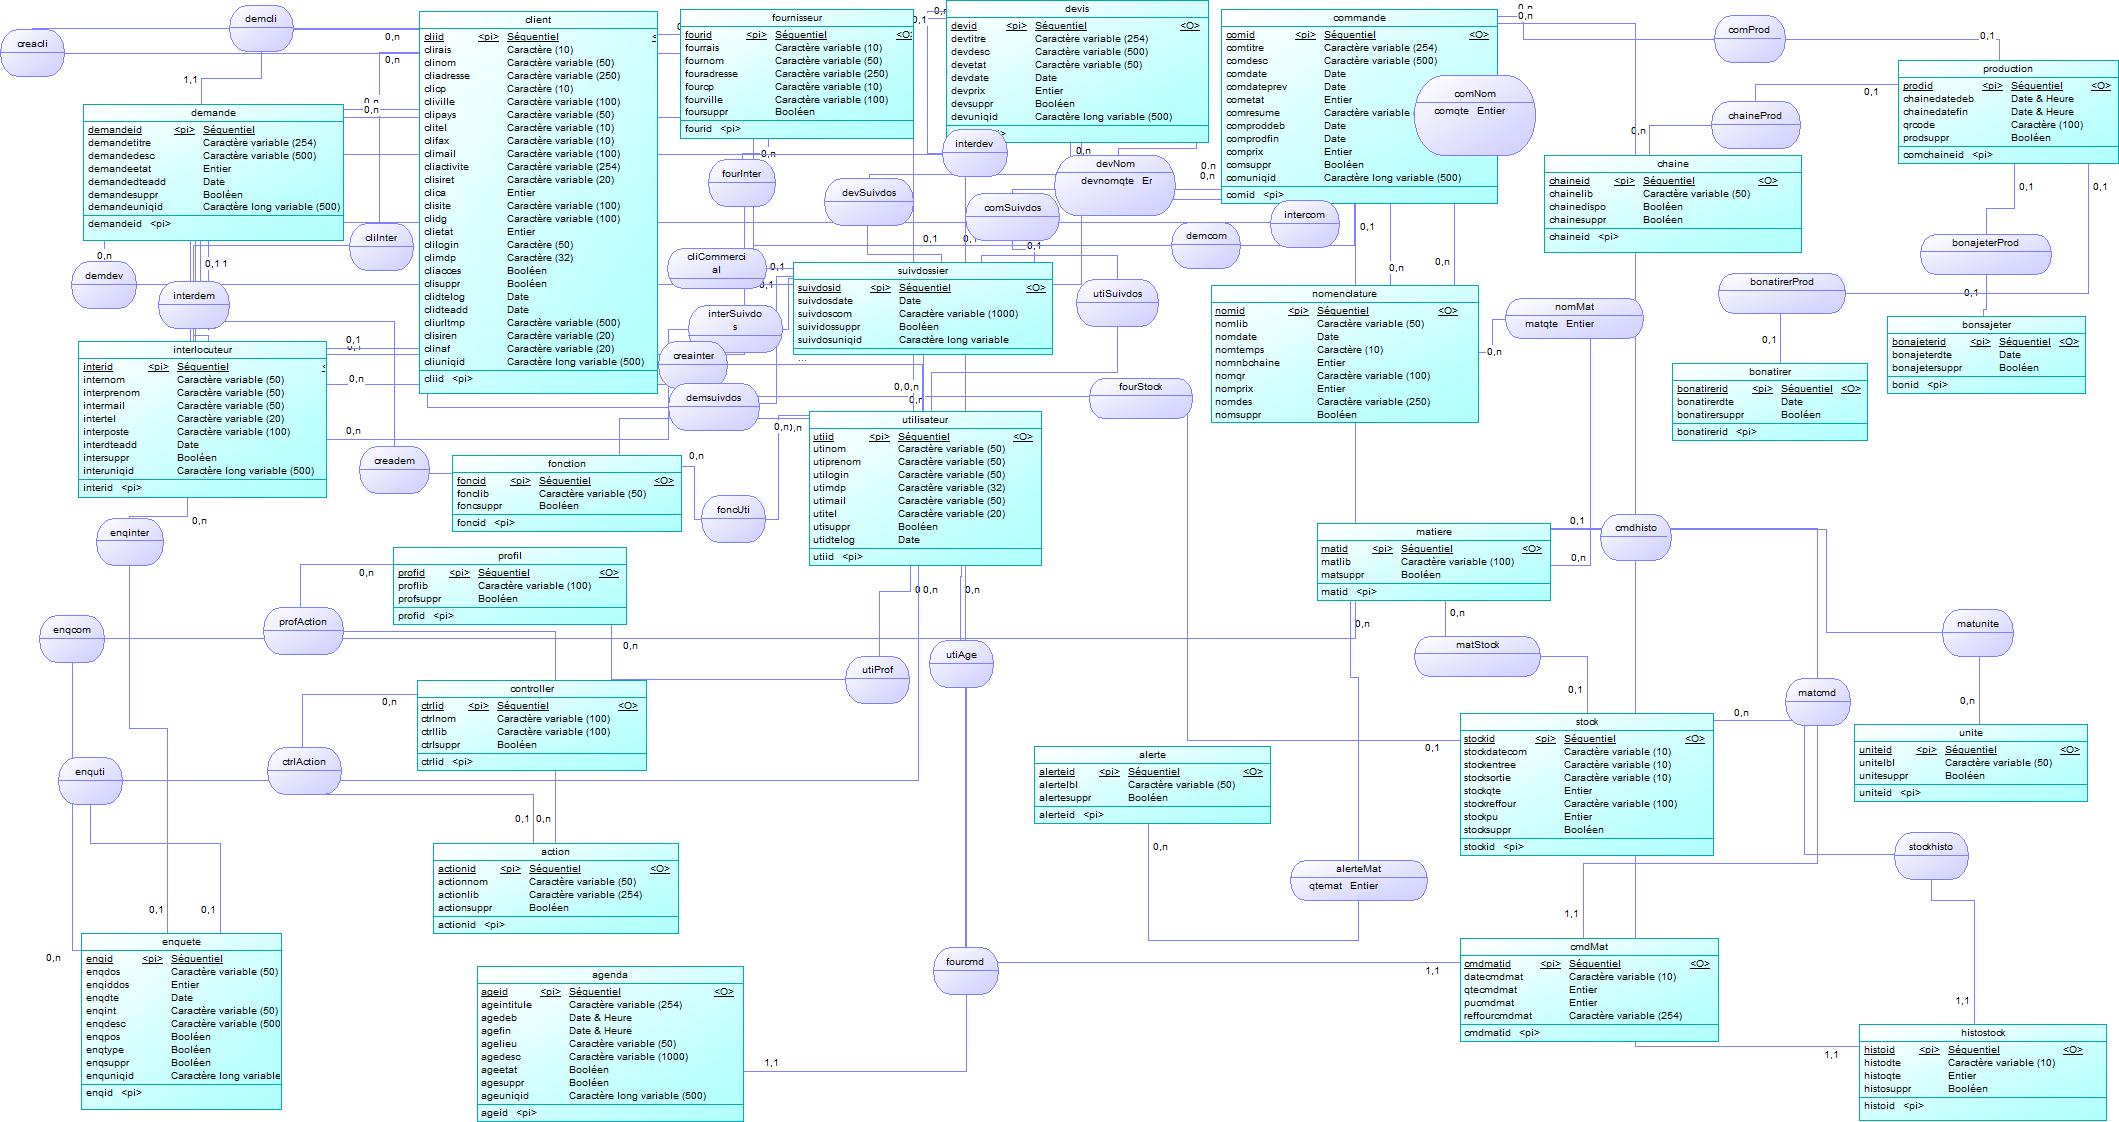 demcli
creacli
0,n
0,n
1,1
client
cliid <pi> Séquentiel
clirais Caractère (10)
clinom Caractère variable (50)
cliadresse Caractère variable (250)
clicp Caractère (10)
cliville Caractère variable (100)
clipays Caractère variable (50)
clitel Caractère variable (10)
clifax Caractère variable (10)
climail Caractère variable (100)
cliactivite Caractère variable (254)
clisiret Caractère variable (20)
clica Entier
clisite Caractère variable (100)
clidg Caractère variable (100)
clietat Entier
clilogin Caractère (50)
climdp Caractère (32)
cliacces Booléen
clisuppr Booléen
clidtelog Date
clidteadd Date
cliurltmp Caractère variable (500)
clisiren Caractère variable (20)
clinaf Caractère variable (20)
cliuniqid Caractère long variable (500)
cliid <pi>
fournisseur
fourid <pi> Séquentiel <O>
fourrais Caractère variable (10)
fournom Caractère variable (50)
fouradresse Caractère variable (250)
fourcp Caractère variable (10)
fourville Caractère variable (100)
foursuppr Booléen
fourid <pi>
devis
devid <pi> Séquentiel <O>
devtitre Caractère variable (254)
devdesc Caractère variable (500)
devetat Caractère variable (50)
devdate Date
devprix Entier
devsuppr Booléen
devuniqid Caractère long variable (500)
commande
comid <pi> Séquentiel <O>
comtitre Caractère variable (254)
comdesc Caractère variable (500)
comdate Date
comdateprev Date
cometat Entier
comresume Caractère variable
comproddeb Date
comprodfin Date
comprix Entier
comsuppr Booléen
comuniqid Caractère long variable (500)
comid <pi>
comNom
comqte Entier
comProd
0,1
production
prodid <pi> Séquentiel <O>
chainedatedeb Date & Heure
chainedatefin Date & Heure
qrcode Caractère (100)
prodsuppr Booléen
comchaineid <pi>
chaineProd
0,1
0,n
chaine
chaineid <pi> Séquentiel <O>
chainelib Caractère variable (50)
chainedispo Booléen
chainesuppr Booléen
chaineid <pi>
demande
demandeid <pi> Séquentiel
demandetitre Caractère variable (254)
demandedesc Caractère variable (500)
demandeetat Entier
demandedteadd Date
demandesuppr Booléen
demandeuniqid Caractère long variable (500)
demandeid <pi>
0,n
demdev
interdem
cliInter
fourInter
interdev
devNom
devnomqte
devSuivdos
comSuivdos
intercom
demcom
cliCommerci
al
interSuivdo
s
creainter
demsuivdos
utiSuivdos
suivdossier
suivdosid <pi> Séquentiel <O>
suivdosdate Date
suivdoscom Caractère variable (1000)
suividossuppr Booléen
suivdosuniqid Caractère long variable
...
nomenclature
nomid <pi> Séquentiel <O>
nomlib Caractère variable (50)
nomdate Date
nomtemps Caractère (10)
nomnbchaine Entier
nomqr Caractère variable (100)
nomprix Entier
nomdes Caractère variable (250)
nomsuppr Booléen
nomMat
matqte Entier
0,n
0,1
0,1
bonajeterProd
bonatirerProd
0,1
0,1
bonsajeter
bonajeterid <pi> Séquentiel <O>
bonajeterdte Date
bonajetersuppr Booléen
bonid <pi>
bonatirer
bonatirerid <pi> Séquentiel <O>
bonatirerdte Date
bonatirersuppr Booléen
bonatirerid <pi>
interlocuteur
interid <pi> Séquentiel
internom Caractère variable (50)
interprenom Caractère variable (50)
intermail Caractère variable (50)
intertel Caractère variable (20)
interposte Caractère variable (100)
interdteadd Date
intersuppr Booléen
interuniqid Caractère long variable (500)
interid <pi>
0,n
0,n
fourStock
creadem
fonction
foncid <pi> Séquentiel <O>
fonclib Caractère variable (50)
foncsuppr Booléen
foncid <pi>
0,n
foncUti
utilisateur
utiid <pi> Séquentiel <O>
utinom Caractère variable (50)
utiprenom Caractère variable (50)
utilogin Caractère variable (50)
utimdp Caractère variable (32)
utimail Caractère variable (50)
utitel Caractère variable (20)
utisuppr Booléen
utidtelog Date
utiid <pi>
0,n
enqinter
profil
profid <pi> Séquentiel <O>
proflib Caractère variable (100)
profsuppr Booléen
profid <pi>
0,n
profAction
enqcom
0,n
utiProf
utiAge
0,n
matiere
matid <pi> Séquentiel <O>
matlib Caractère variable (100)
matsuppr Booléen
matid <pi>
0,1
0,n
cmdhisto
0,n
0,n
matStock
0,1
matunite
0,n
matcmd
0,n
controller
ctrlid <pi> Séquentiel <O>
ctrlnom Caractère variable (100)
ctrllib Caractère variable (100)
ctrlsuppr Booléen
ctrlid <pi>
0,n
ctrlAction
enquti
0,1
0,n
stock
stockid <pi> Séquentiel <O>
stockdatecom Caractère variable (10)
stockentree Caractère variable (10)
stocksortie Caractère variable (10)
stockqte Entier
stockreffour Caractère variable (100)
stockpu Entier
stocksuppr Booléen
stockid <pi>
0,1
unite
uniteid <pi> Séquentiel <O>
unitelbl Caractère variable (50)
unitesuppr Booléen
uniteid <pi>
alerte
alerteid <pi> Séquentiel <O>
alertelbl Caractère variable (50)
alertesuppr Booléen
alerteid <pi>
0,n
alerteMat
qtemat Entier
stockhisto
action
actionid <pi> Séquentiel <O>
actionnom Caractère variable (50)
actionlib Caractère variable (254)
actionsuppr Booléen
actionid <pi>
0,1
0,1
0,n
enquete
enqid <pi> Séquentiel
enqdos Caractère variable (50)
enqiddos Entier
enqdte Date
enqint Caractère variable (50)
enqdesc Caractère variable (500
enqpos Booléen
enqtype Booléen
enqsuppr Booléen
enquniqid Caractère long variable
enqid <pi>
agenda
ageid <pi> Séquentiel <O>
ageintitule Caractère variable (254)
agedeb Date & Heure
agefin Date & Heure
agelieu Caractère variable (50)
agedesc Caractère variable (1000)
ageetat Booléen
agesuppr Booléen
ageuniqid Caractère long variable (500)
ageid <pi>
1,1
fourcmd
1,1
1,1
cmdMat
cmdmatid <pi> Séquentiel <O>
datecmdmat Caractère variable (10)
qtecmdmat Entier
pucmdmat Entier
reffourcmdmat Caractère variable (254)
cmdmatid <pi>
1,1
1,1
histostock
histoid <pi> Séquentiel <O>
histodte Caractère variable (10)
histoqte Entier
histosuppr Booléen
histoid <pi>